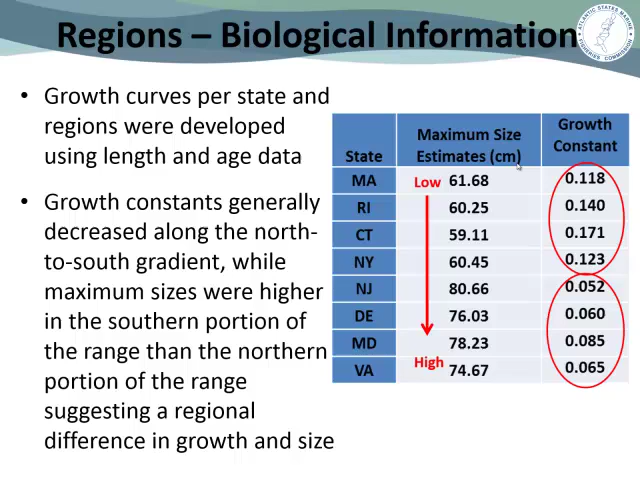 Regions – Biological Information
ATLANTIC STATES MARINE
FISHERIES COMMISSION
• Growth curves per state and
regions were developed
using length and age data
• Growth constants generally
decreased along the north-
to-south gradient, while
maximum sizes were higher
in the southern portion of
the range than the northern
portion of the range
suggesting a regional
difference in growth and size
State Maximum Size Estimates (cm) Growth Constant
MA Low 61.68 0.118
RI 60.25 0.140
CT 59.11 0.171
NY 60.45 0.123
NJ 80.66 0.052
DE 76.03 0.060
MD 78.23 0.085
VA High 74.67 0.065